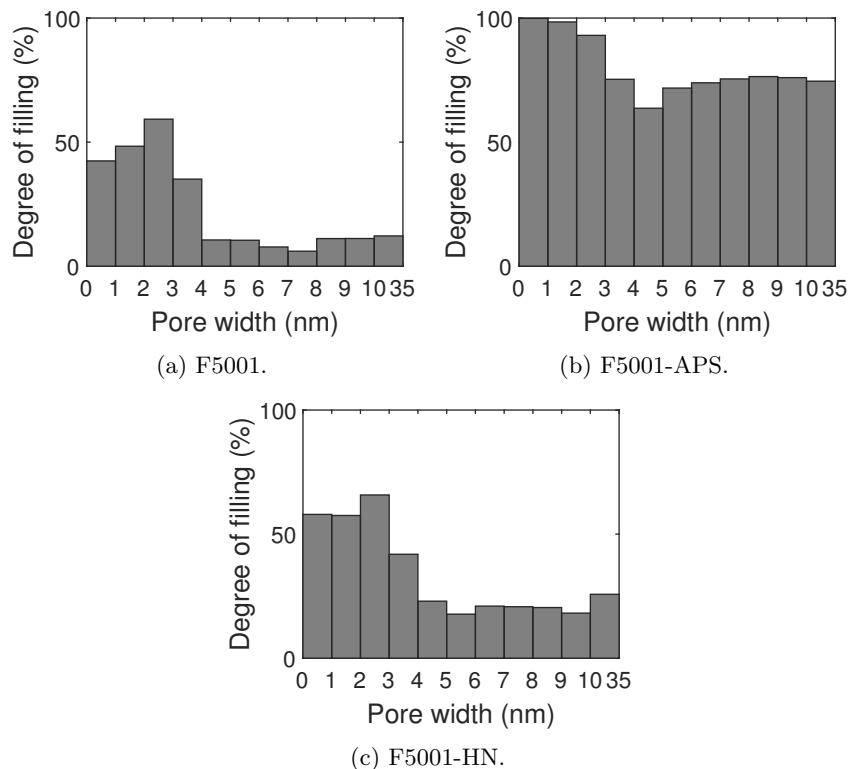 Degree of filling (%)
100
50
0
0 1 2 3 4 5 6 7 8 9 10 35
Pore width (nm)
(a) F5001.
Degree of filling (%)
100
50
0
0 1 2 3 4 5 6 7 8 9 10 35
Pore width (nm)
(b) F5001-APS.
Degree of filling (%)
100
50
0
0 1 2 3 4 5 6 7 8 9 10 35
Pore width (nm)
(c) F5001-HN.